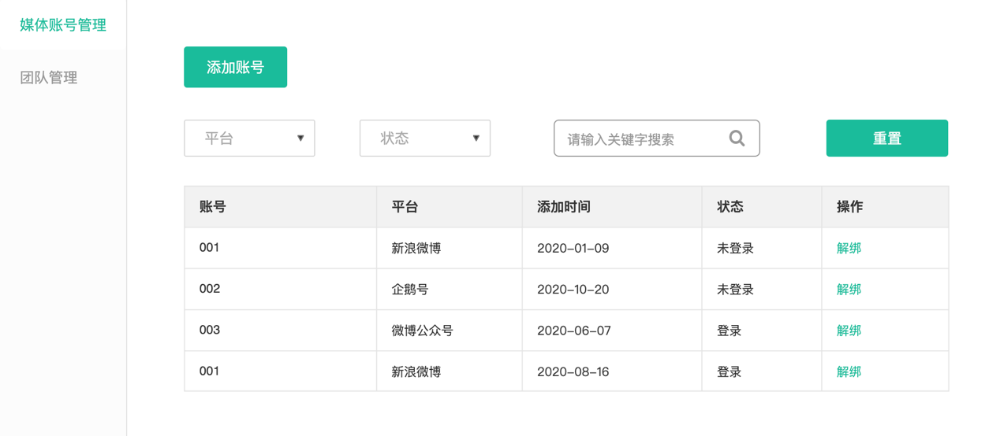 媒体账号管理
团队管理
添加账号
平台 状态 请输入关键字搜索 重置
账号 平台 添加时间 状态 操作
001 新浪微博 2020-01-09 未登录 解绑
002 企鹅号 2020-10-20 未登录 解绑
003 微博公众号 2020-06-07 登录 解绑
001 新浪微博 2020-08-16 登录 解绑